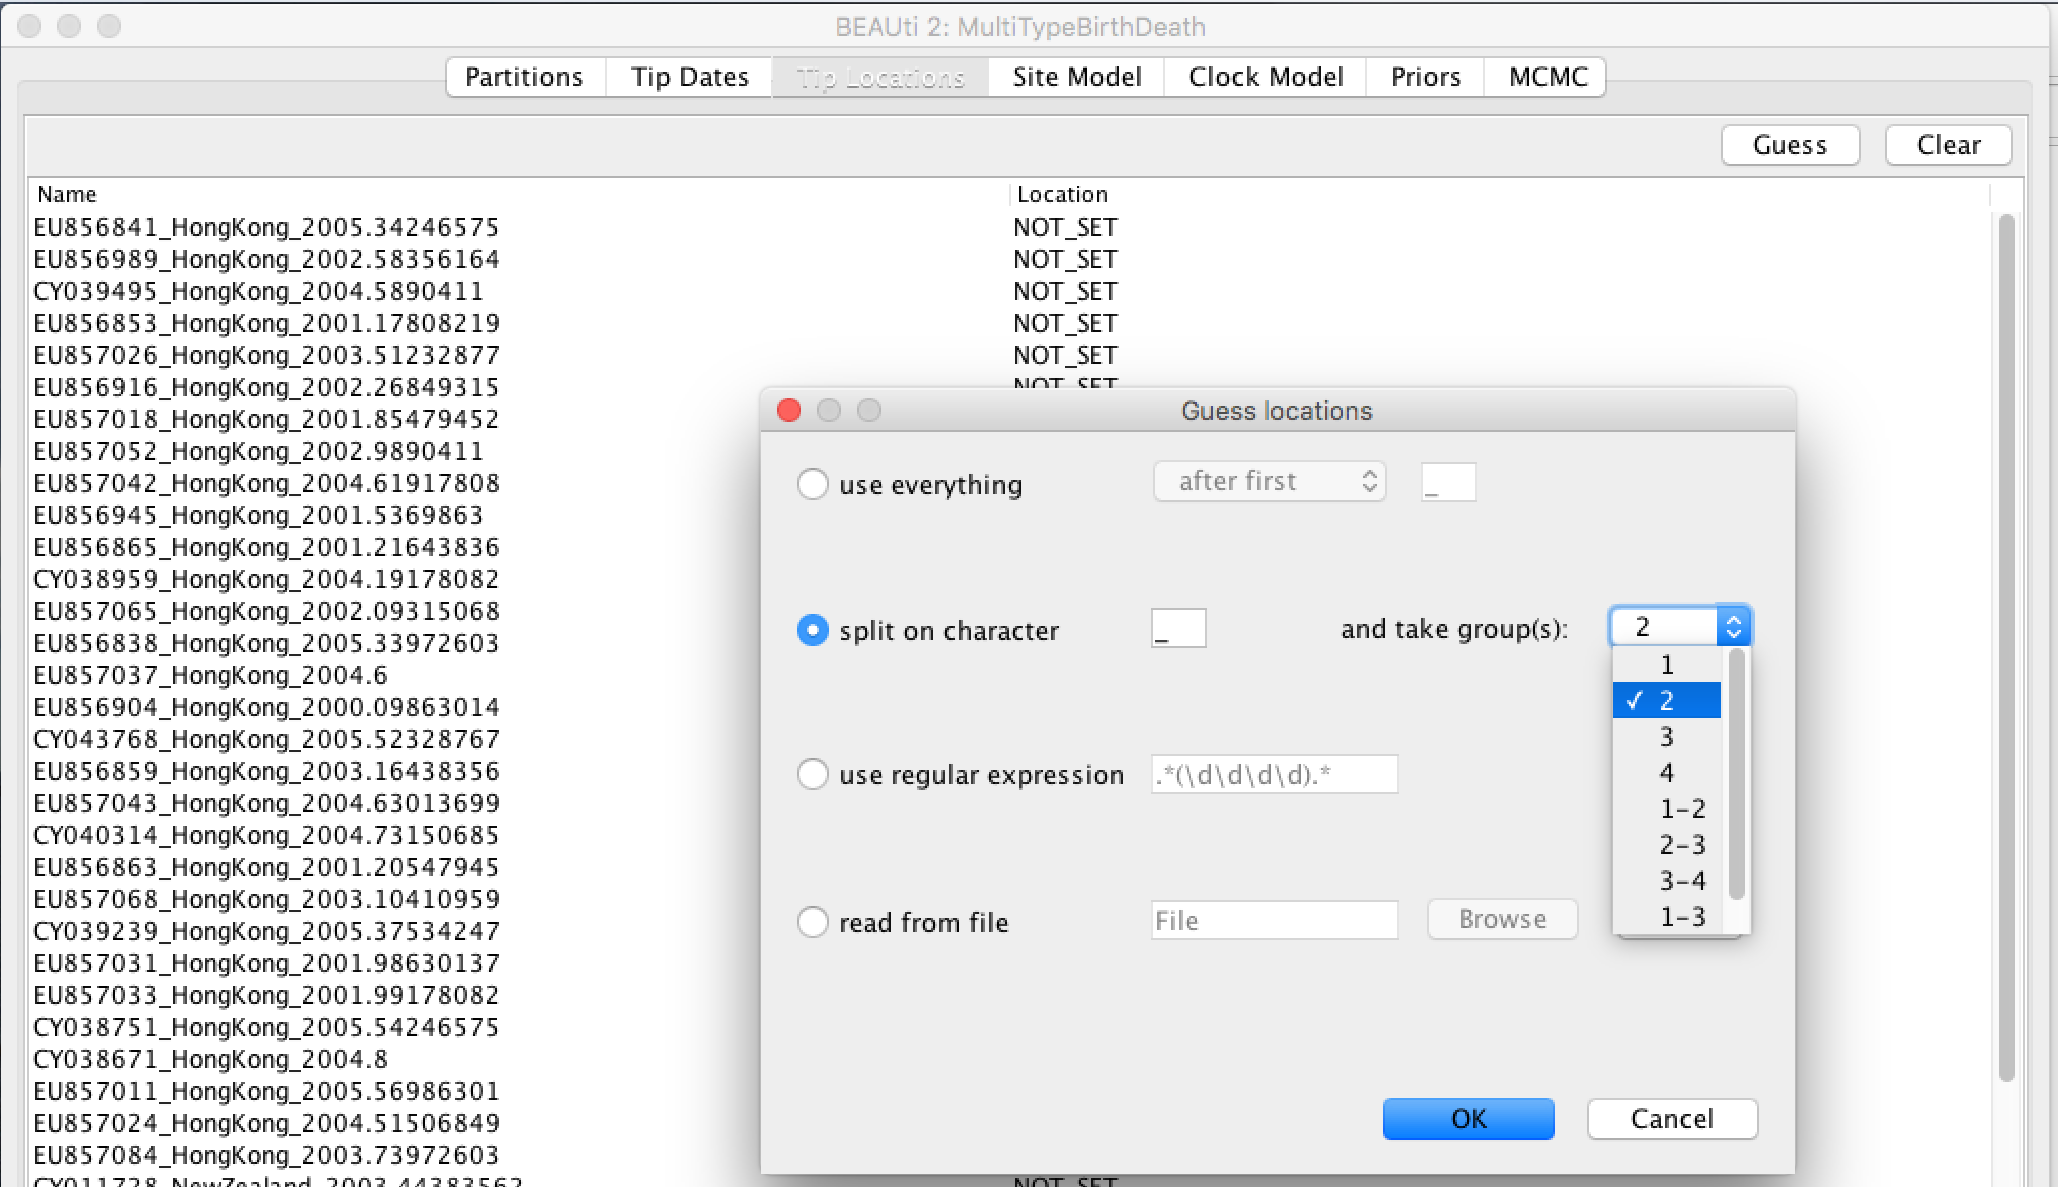 BEAUti 2: MultiTypeBirthDeath
Partitions Tip Dates Tip Locations Site Model Clock Model Priors MCMC
Guess Clear
Name Location
EU856841_HongKong_2005.34246575 NOT_SET
EU856989_HongKong_2002.58356164 NOT_SET
CY039495_HongKong_2004.5890411 NOT_SET
EU856853_HongKong_2001.17808219 NOT_SET
EU857026_HongKong_2003.51232877 NOT_SET
EU856916_HongKong_2002.26849315 NOT_SET
EU857018_HongKong_2001.85479452
EU857052_HongKong_2002.9890411
EU857042_HongKong_2004.61917808
EU856945_HongKong_2001.5369863
EU856865_HongKong_2001.21643836
CY038959_HongKong_2004.19178082
EU857065_HongKong_2002.09315068
EU856838_HongKong_2005.33972603
EU857037_HongKong_2004.6
EU856904_HongKong_2000.09863014
CY043768_HongKong_2005.52328767
EU856859_HongKong_2003.16438356
EU857043_HongKong_2004.63013699
CY040314_HongKong_2004.73150685
EU856863_HongKong_2001.20547945
EU857068_HongKong_2003.10410959
CY039239_HongKong_2005.37534247
EU857031_HongKong_2001.98630137
EU857033_HongKong_2001.99178082
CY038751_HongKong_2005.54246575
CY038671_HongKong_2004.8
EU857011_HongKong_2005.56986301
EU857024_HongKong_2004.51506849
EU857084_HongKong_2003.73972603
CY011728_NewZealand_2003.44383562 NOT_SET
Guess locations
use everything after first _
split on character _ and take group(s): 2
1
✓ 2
3
4
1-2
2-3
3-4
1-3
use regular expression .*(\d\d\d\d).*
read from file File Browse
OK Cancel